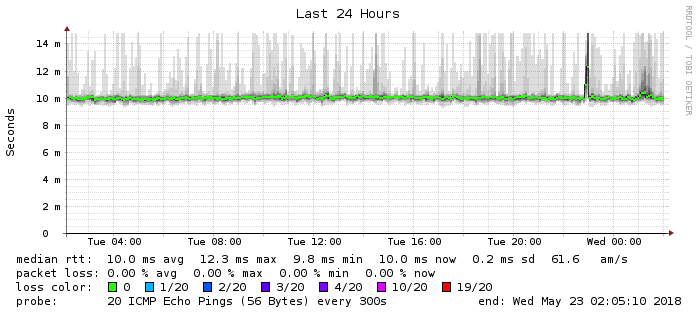 Last 24 Hours
RRDTOOL / TOBI OETIKER
Seconds
14 m
12 m
10 m
8 m
6 m
4 m
2 m
0
Tue 04:00 Tue 08:00 Tue 12:00 Tue 16:00 Tue 20:00 Wed 00:00
median rtt: 10.0 ms avg 12.3 ms max 9.8 ms min 10.0 ms now 0.2 ms sd 61.6 am/s
packet loss: 0.00 % avg 0.00 % max 0.00 % min 0.00 % now
loss color: 0 1/20 2/20 3/20 4/20 10/20 19/20
probe: 20 ICMP Echo Pings (56 Bytes) every 300s end: Wed May 23 02:05:10 2018